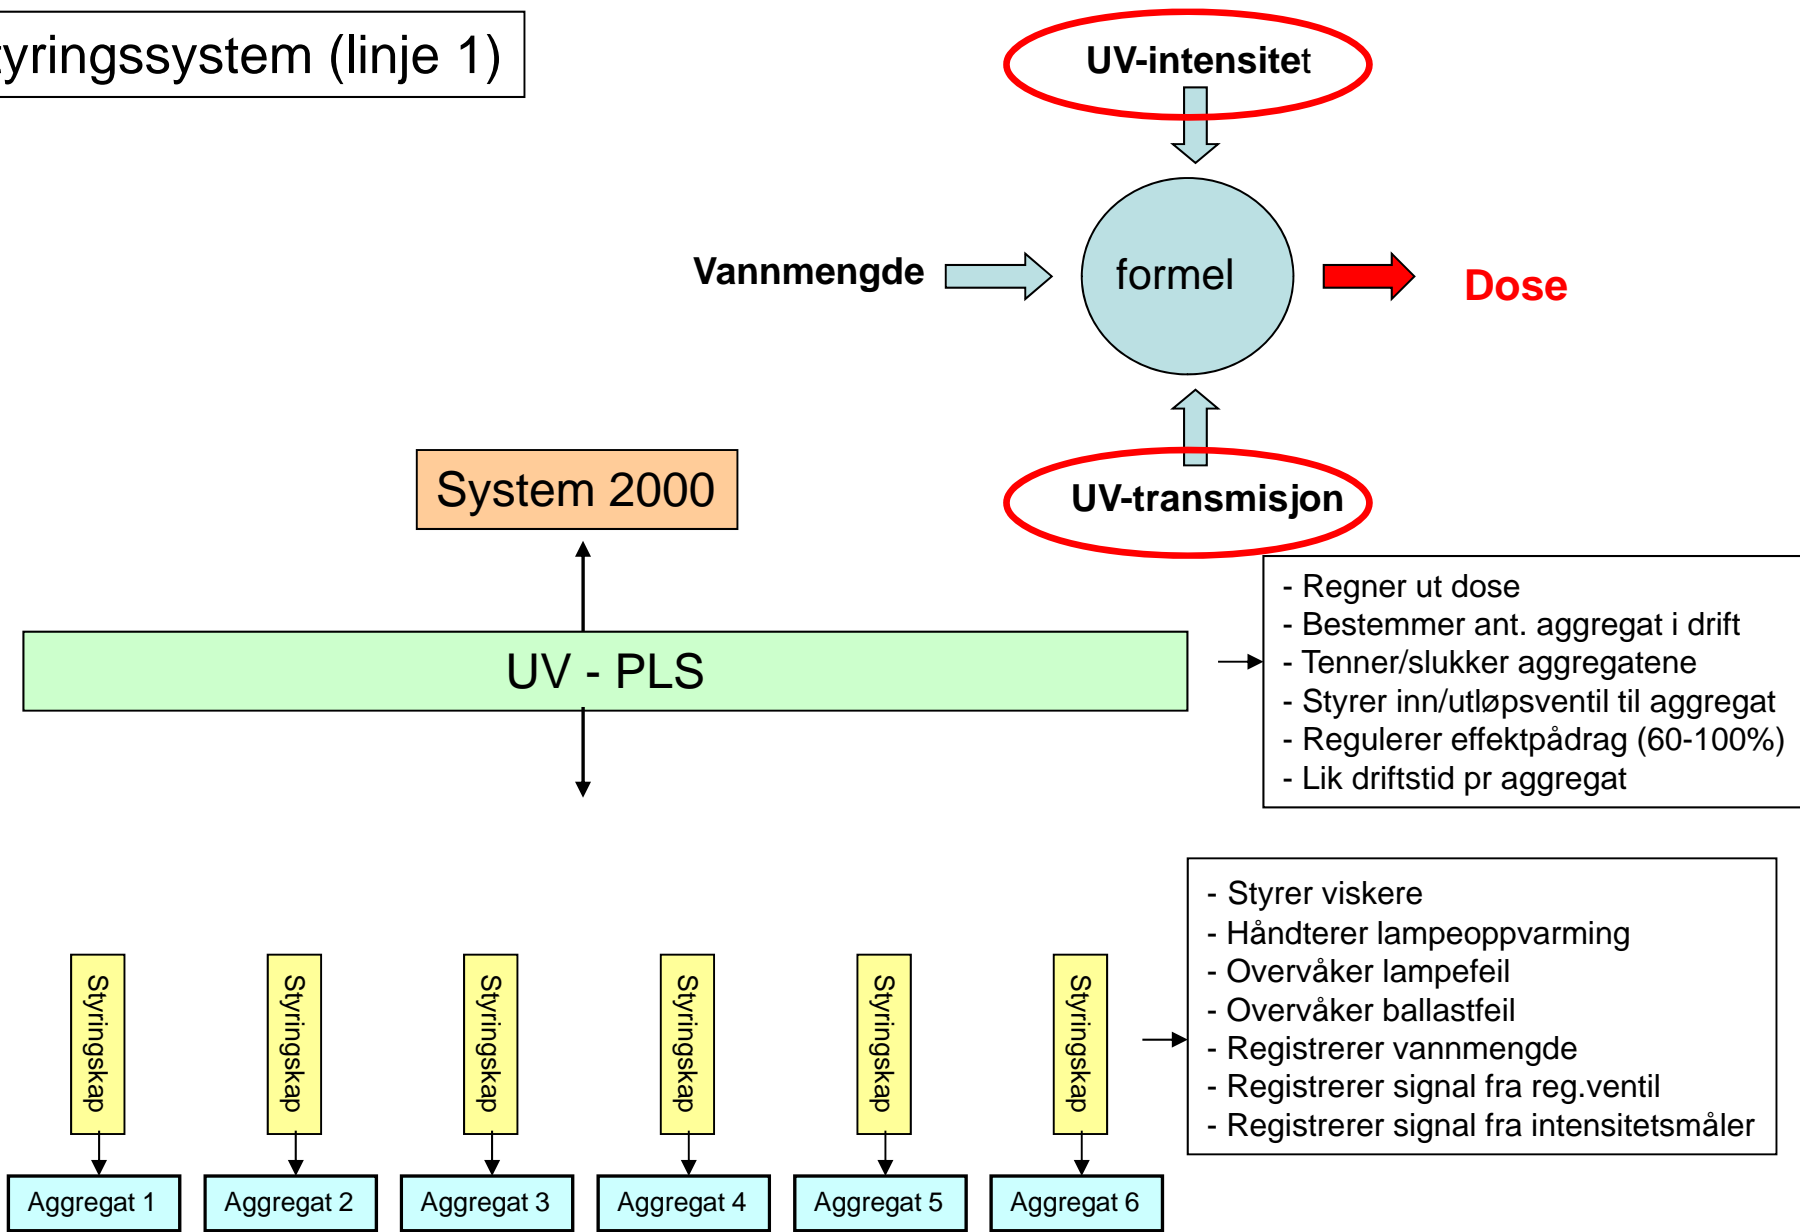 tyringssystem (linje 1)
UV-intensitet
Vannmengde
formel
Dose
UV-transmisjon
System 2000
UV - PLS
- Regner ut dose
- Bestemmer ant. aggregat i drift
- Tenner/slukker aggregatene
- Styrer inn/utløpsventil til aggregat
- Regulerer effektpådrag (60-100%)
- Lik driftstid pr aggregat
- Styrer viskere
- Håndterer lampeoppvarming
- Overvåker lampefeil
- Overvåker ballastfeil
- Registrerer vannmengde
- Registrerer signal fra reg.ventil
- Registrerer signal fra intensitetsmåler
Styringskap
Styringskap
Styringskap
Styringskap
Styringskap
Styringskap
Aggregat 1
Aggregat 2
Aggregat 3
Aggregat 4
Aggregat 5
Aggregat 6